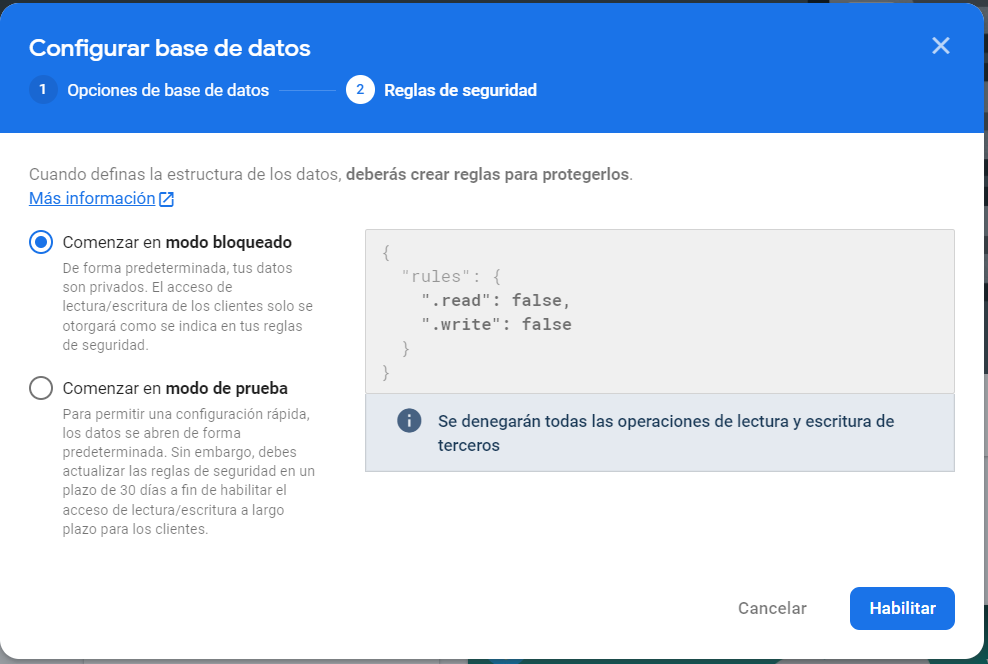 Configurar base de datos
1 Opciones de base de datos 2 Reglas de seguridad
Cuando definas la estructura de los datos, deberás crear reglas para protegerlos.
Más información
Comenzar en modo bloqueado
De forma predeterminada, tus datos
son privados. El acceso de
lectura/escritura de los clientes solo se
otorgará como se indica en tus reglas
de seguridad.
Comenzar en modo de prueba
Para permitir una configuración rápida,
los datos se abren de forma
predeterminada. Sin embargo, debes
actualizar las reglas de seguridad en un
plazo de 30 días a fin de habilitar el
acceso de lectura/escritura a largo
plazo para los clientes.
{
"rules": {
".read": false,
".write": false
}
}
Se denegarán todas las operaciones de lectura y escritura de
terceros
Cancelar
Habilitar